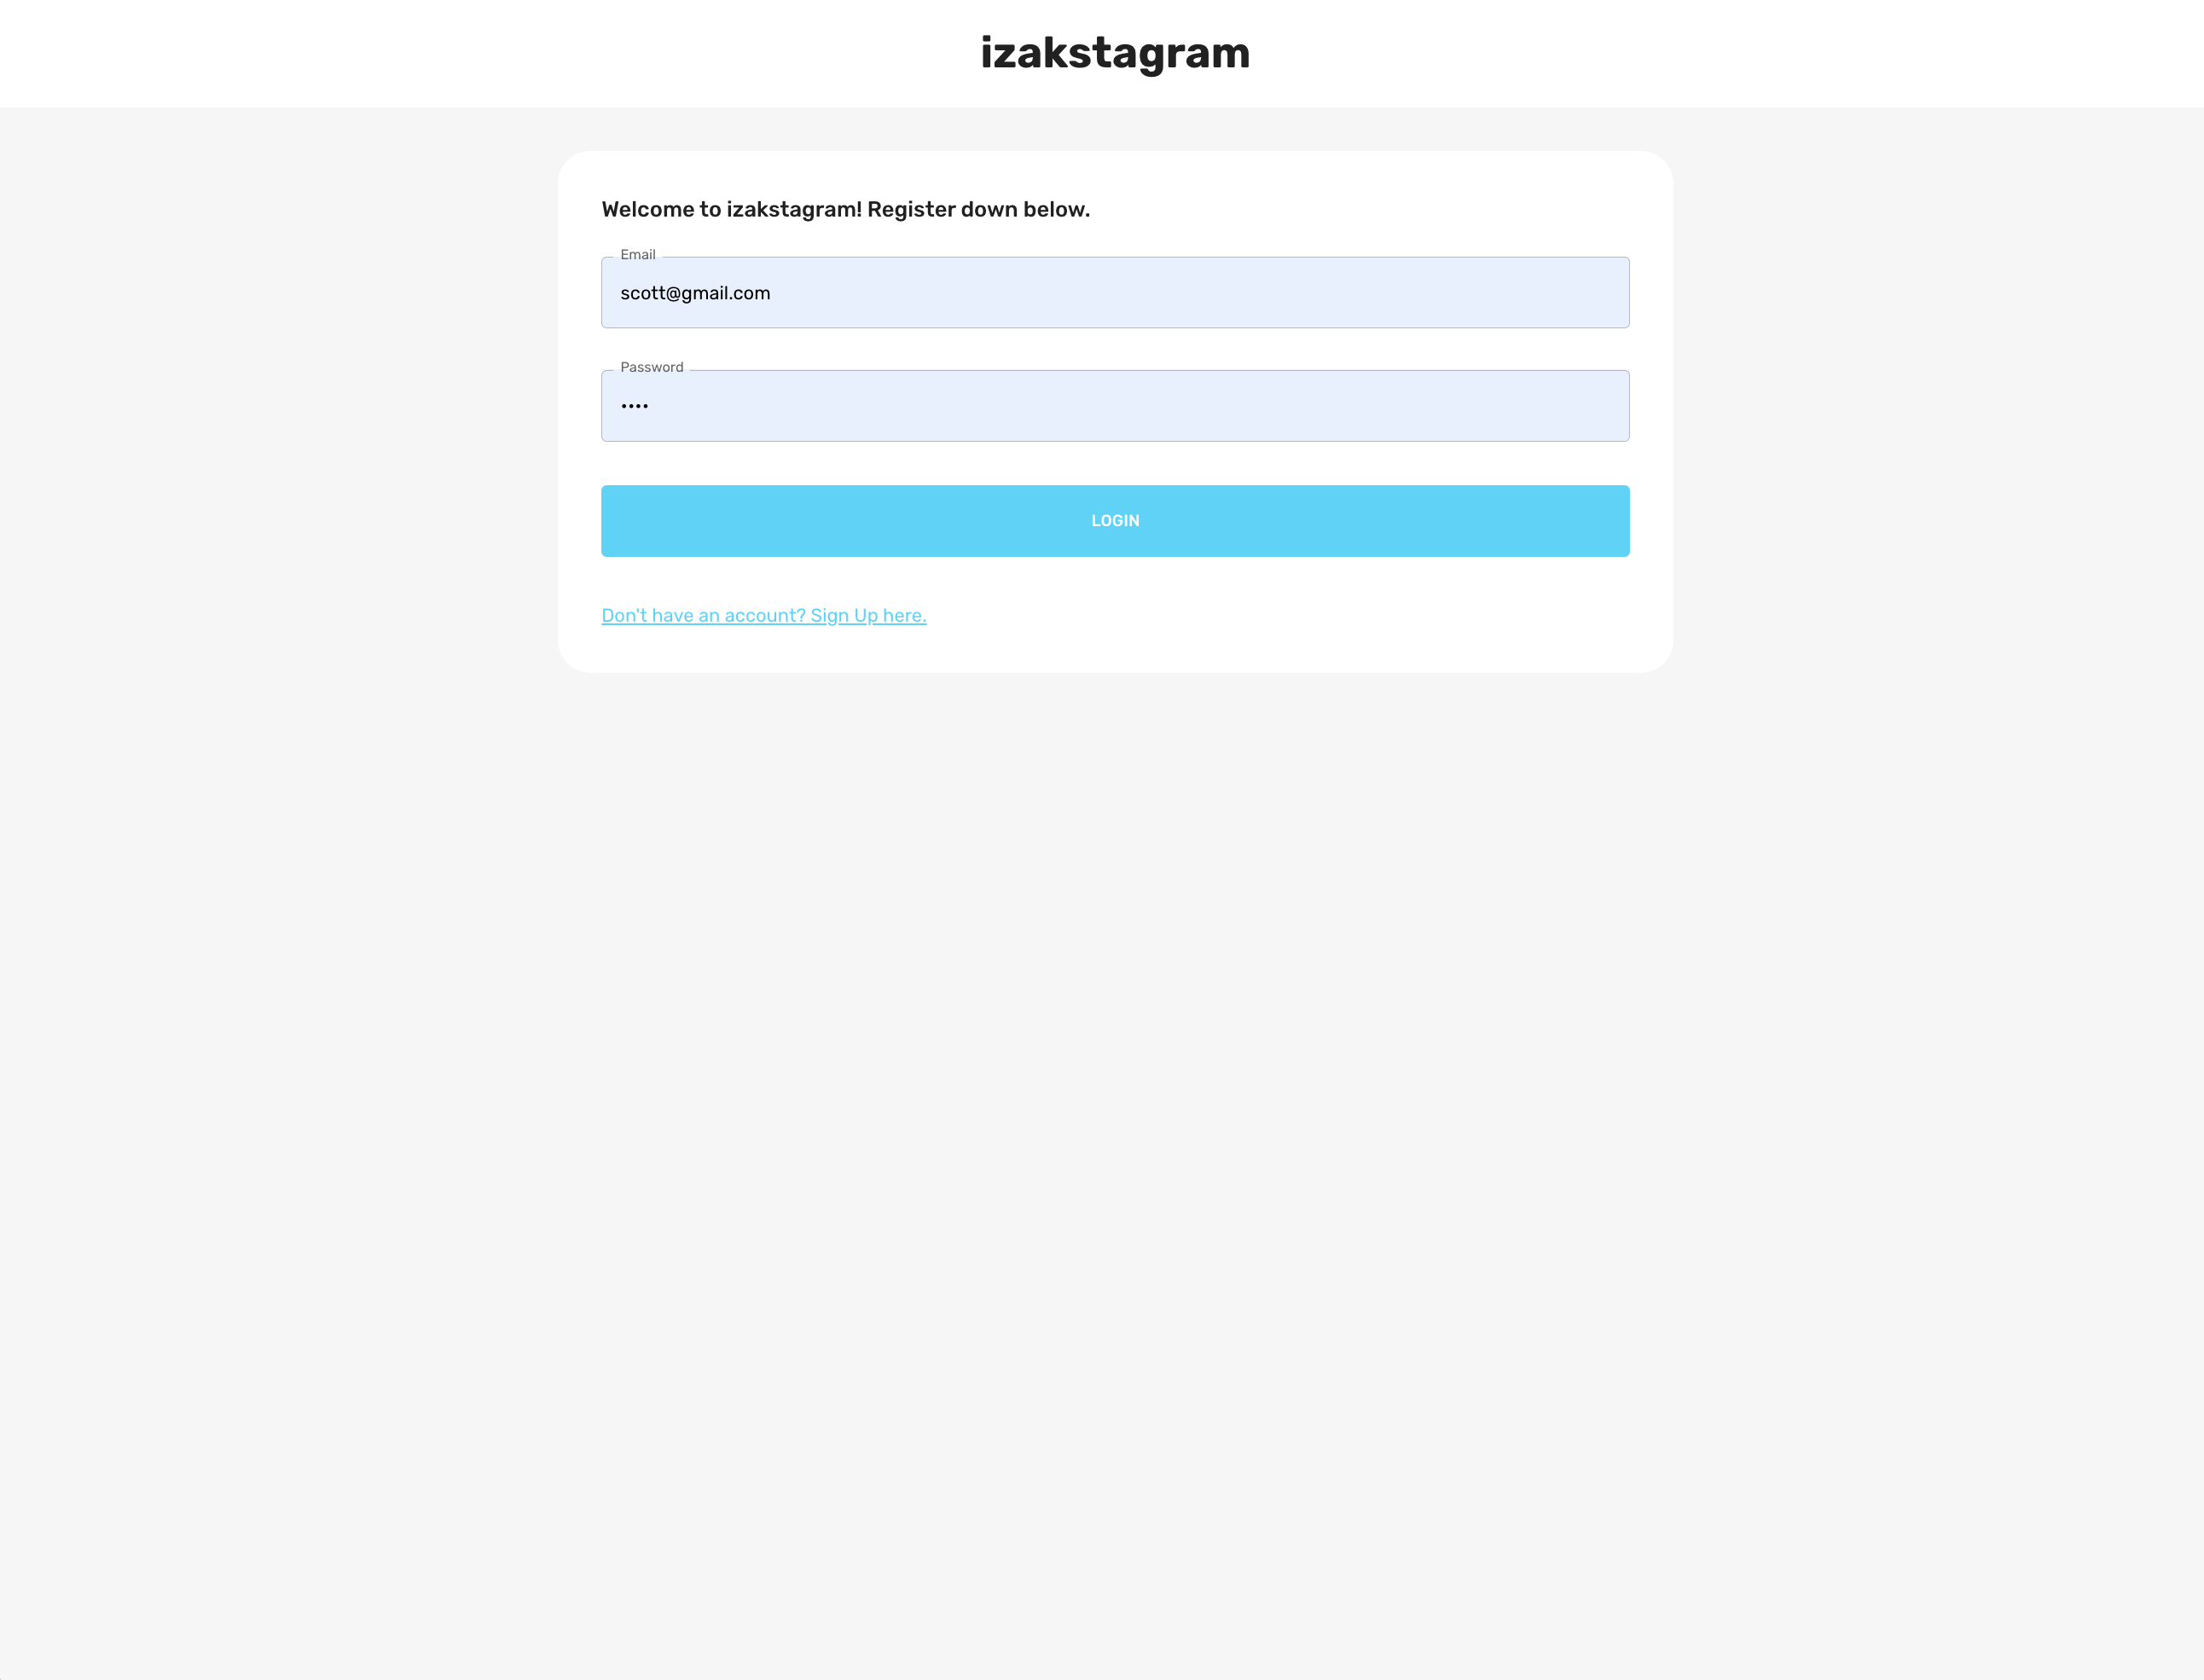 izakstagram
Welcome to izakstagram! Register down below.
Email
scott@gmail.com
Password
••••
LOGIN
Don't have an account? Sign Up here.